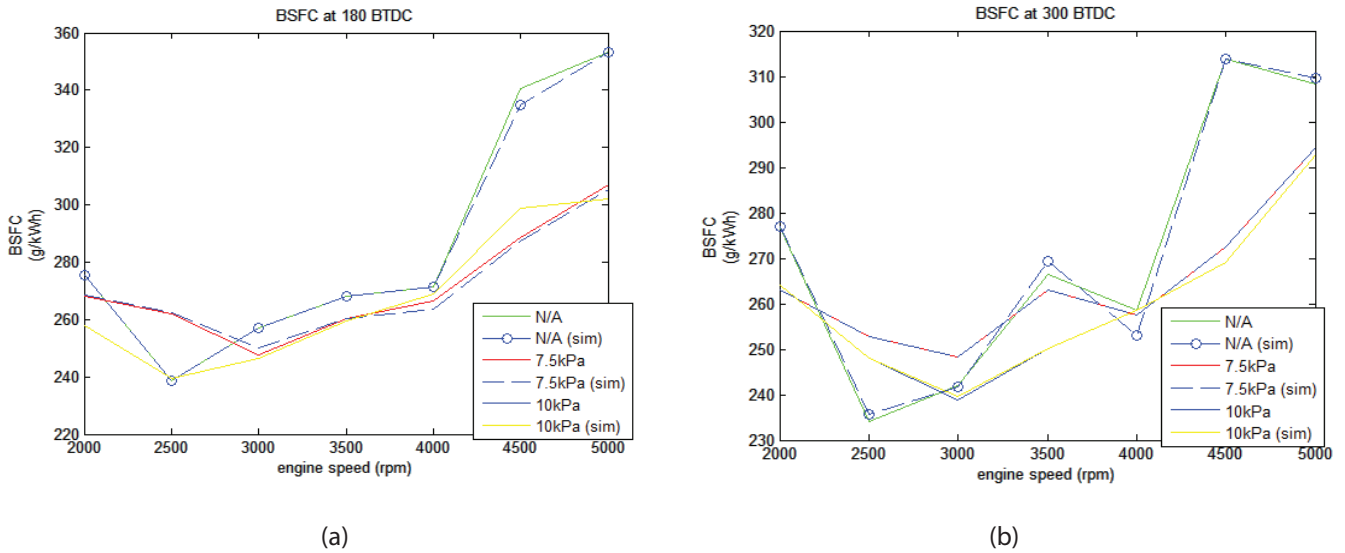 BSFC at 180 BTDC
360
340
320
300
280
260
240
220
BSFC
(g/kWh)
2000 2500 3000 3500 4000 4500 5000
engine speed (rpm)
N/A
N/A (sim)
7.5kPa
7.5kPa (sim)
10kPa
10kPa (sim)
(a)
BSFC at 300 BTDC
320
310
300
290
280
270
260
250
240
230
BSFC
(g/kWh)
2000 2500 3000 3500 4000 4500 5000
engine speed (rpm)
N/A
N/A (sim)
7.5kPa
7.5kPa (sim)
10kPa
10kPa (sim)
(b)